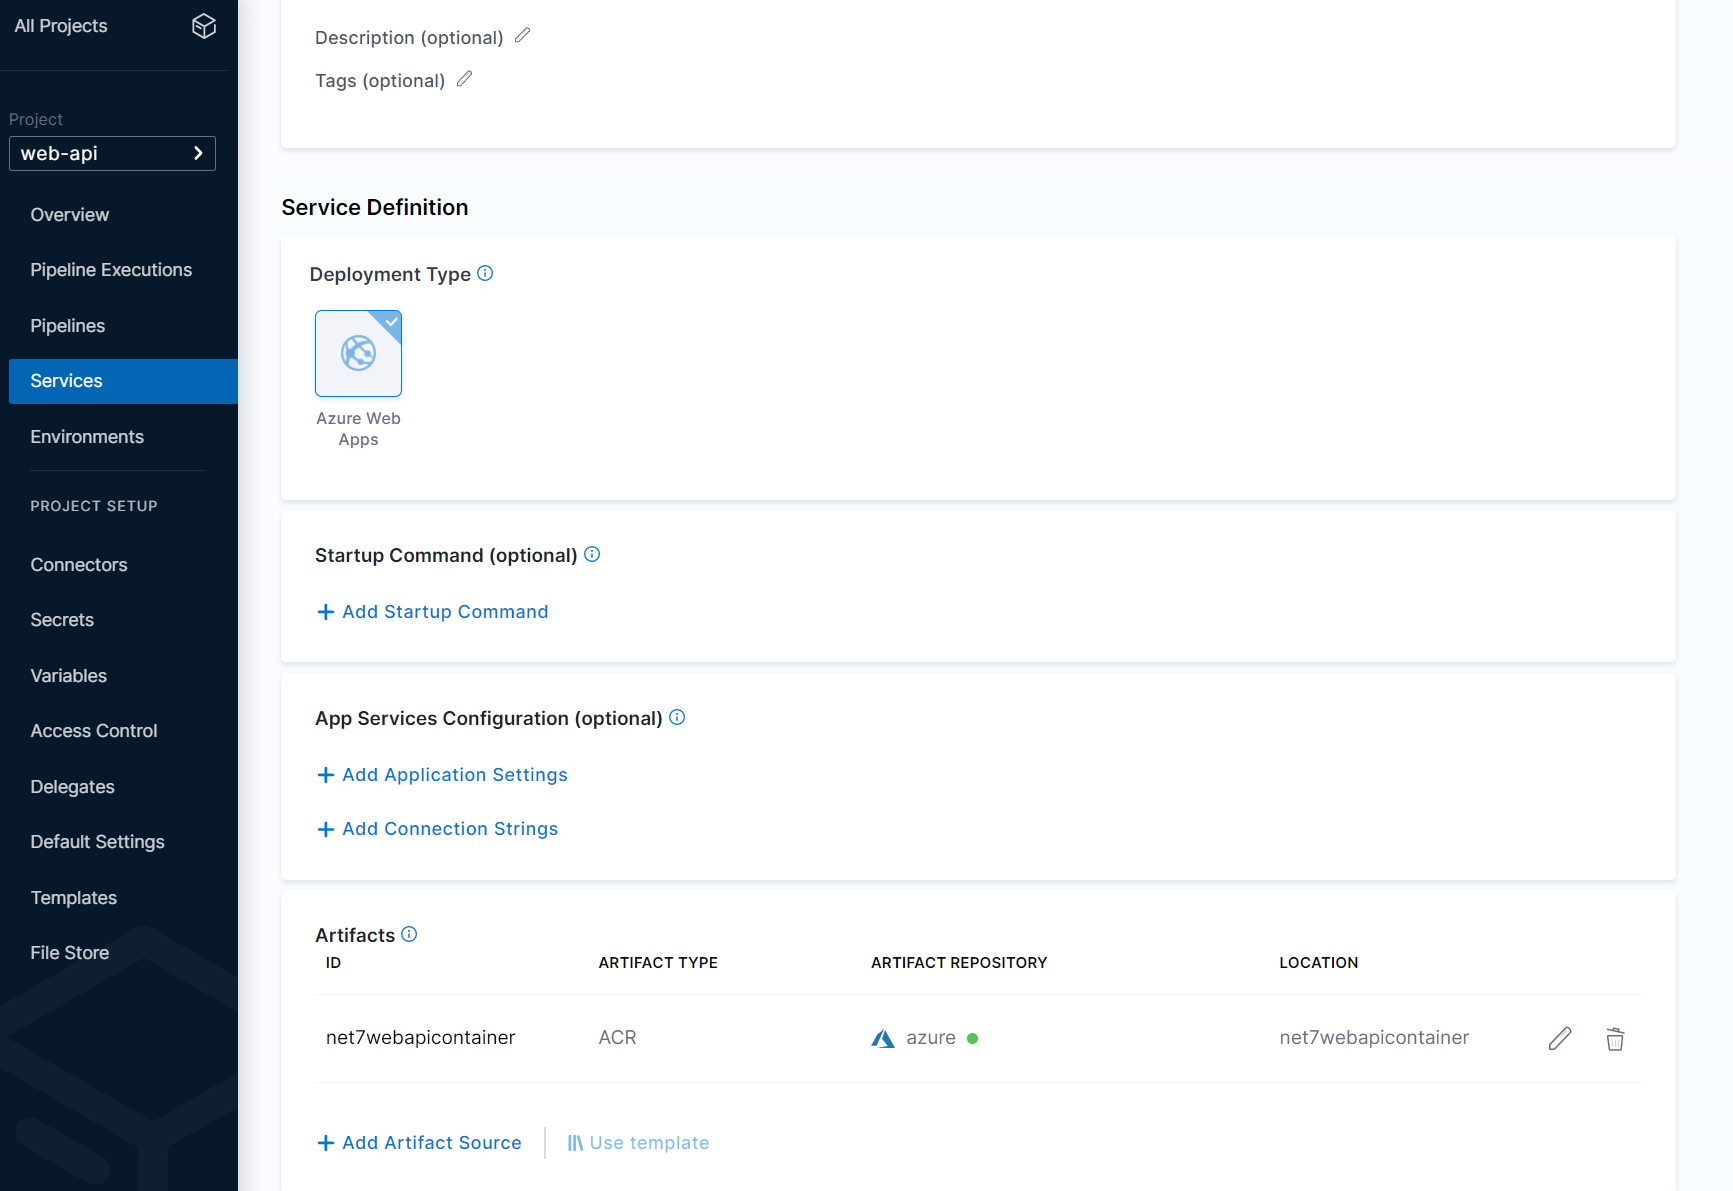 All Projects
Project
web-api
Overview
Pipeline Executions
Pipelines
Services
Environments
PROJECT SETUP
Connectors
Secrets
Variables
Access Control
Delegates
Default Settings
Templates
File Store
Description (optional)
Tags (optional)
Service Definition
Deployment Type
Azure Web
Apps
Startup Command (optional)
+ Add Startup Command
App Services Configuration (optional)
+ Add Application Settings
+ Add Connection Strings
Artifacts
ID ARTIFACT TYPE ARTIFACT REPOSITORY LOCATION
net7webapicontainer ACR azure net7webapicontainer
+ Add Artifact Source Use template